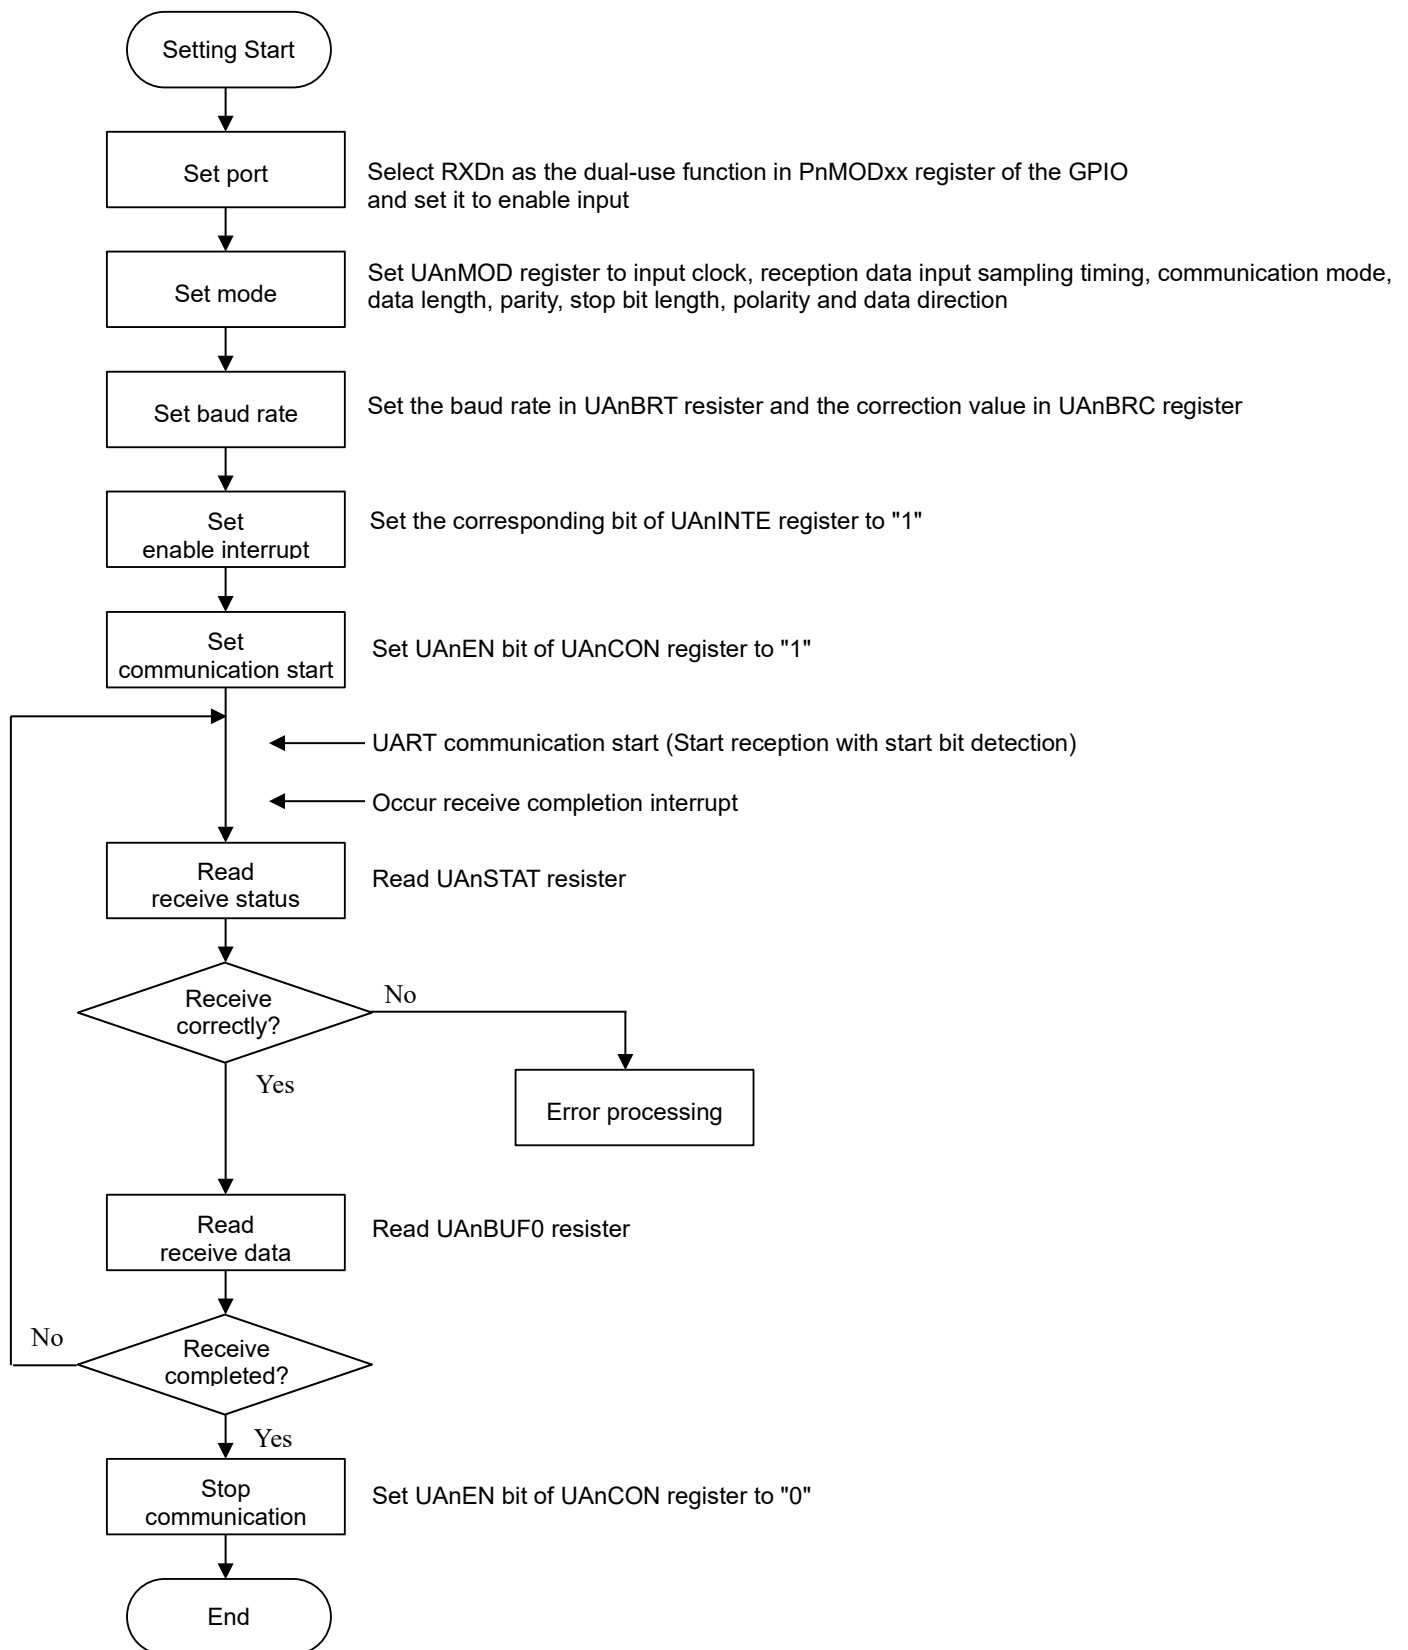 Setting Start
Set port
Select RXDn as the dual-use function in PnMODxx register of the GPIO
and set it to enable input
Set mode
Set UAnMOD register to input clock, reception data input sampling timing, communication mode,
data length, parity, stop bit length, polarity and data direction
Set baud rate
Set the baud rate in UAnBRT resister and the correction value in UAnBRC register
Set
enable interrupt
Set the corresponding bit of UAnINTE register to "1"
Set
communication start
Set UAnEN bit of UAnCON register to "1"
UART communication start (Start reception with start bit detection)
Occur receive completion interrupt
Read
receive status
Read UAnSTAT resister
Receive
correctly?
No
Yes
Error processing
Read
receive data
Read UAnBUF0 resister
No
Receive
completed?
Yes
Stop
communication
Set UAnEN bit of UAnCON register to "0"
End